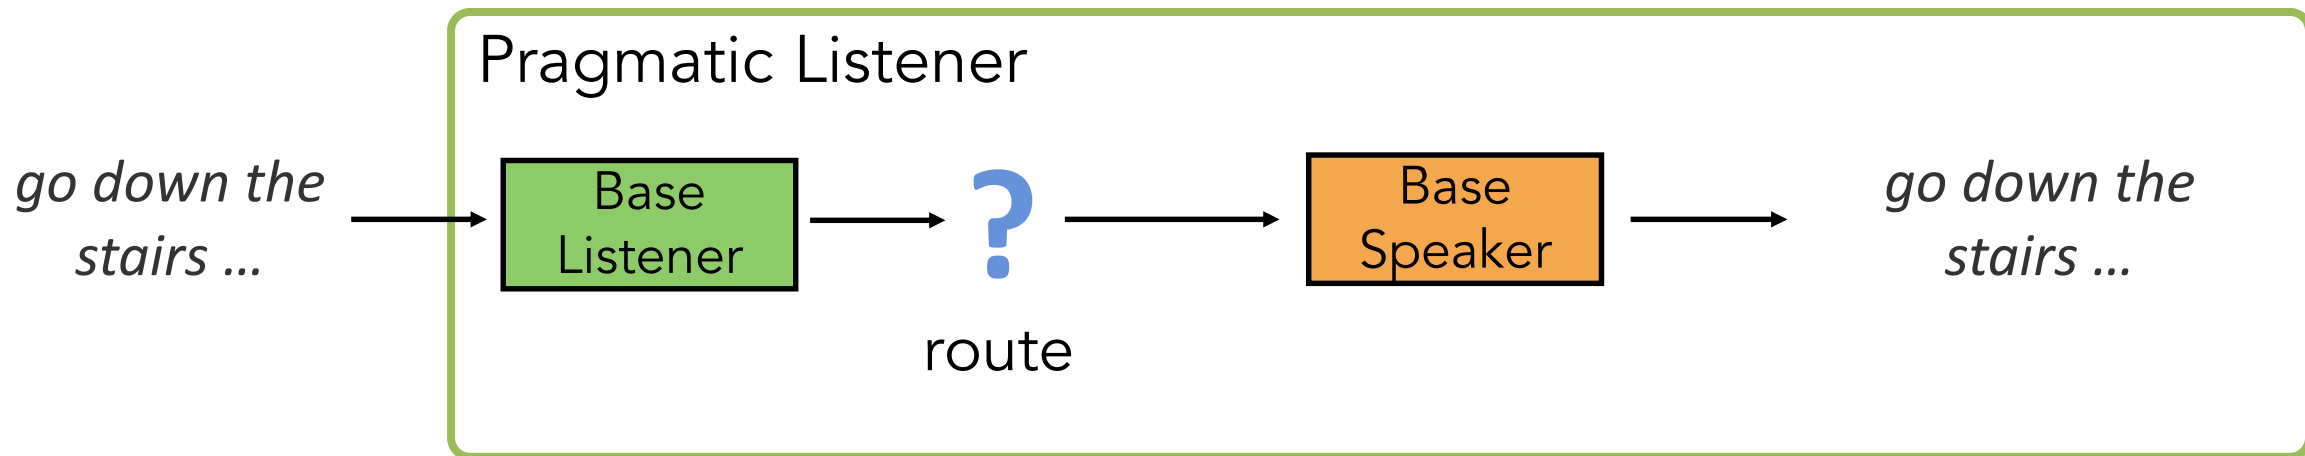 Pragmatic Listener
go down the
stairs ...
Base
Listener
?
route
Base
Speaker
go down the
stairs ...